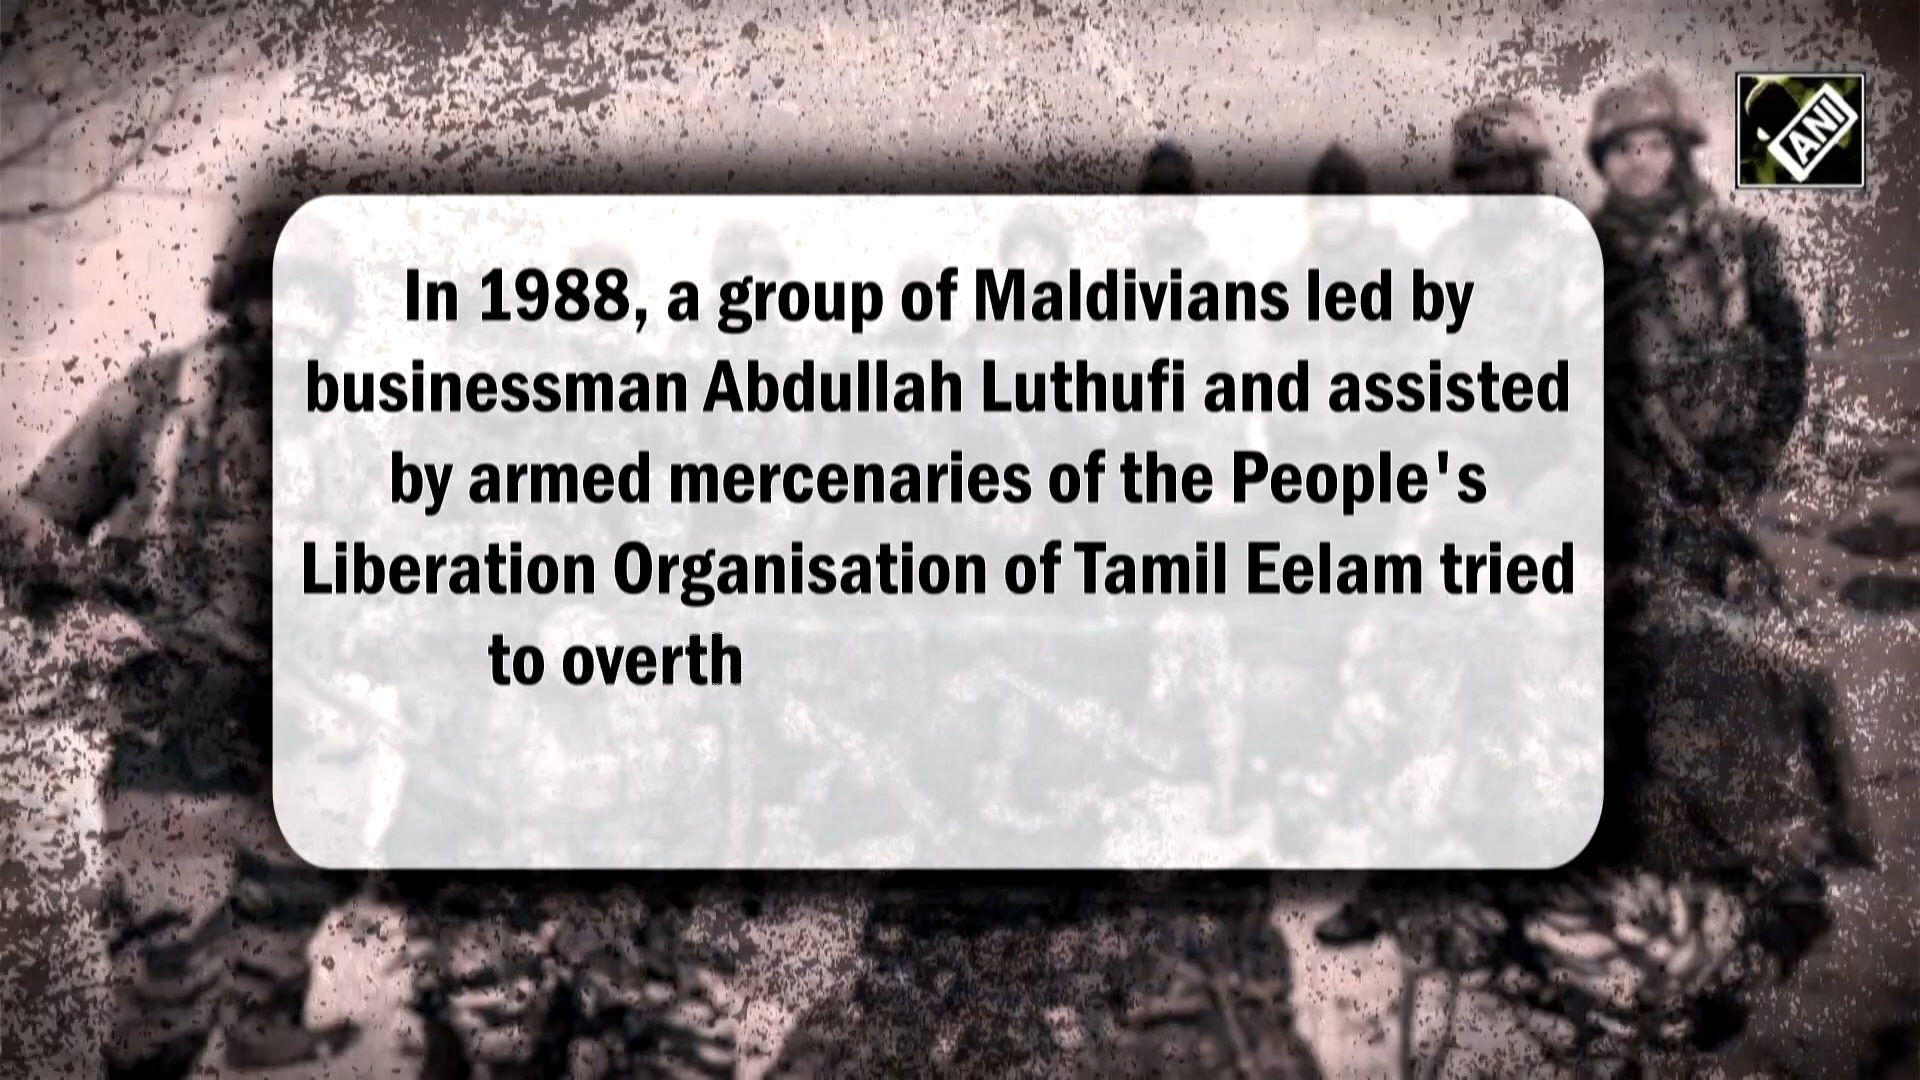 ANI
In 1988, a group of Maldivians led by
businessman Abdullah Luthufi and assisted
by armed mercenaries of the People's
Liberation Organisation of Tamil Eelam tried
to overth